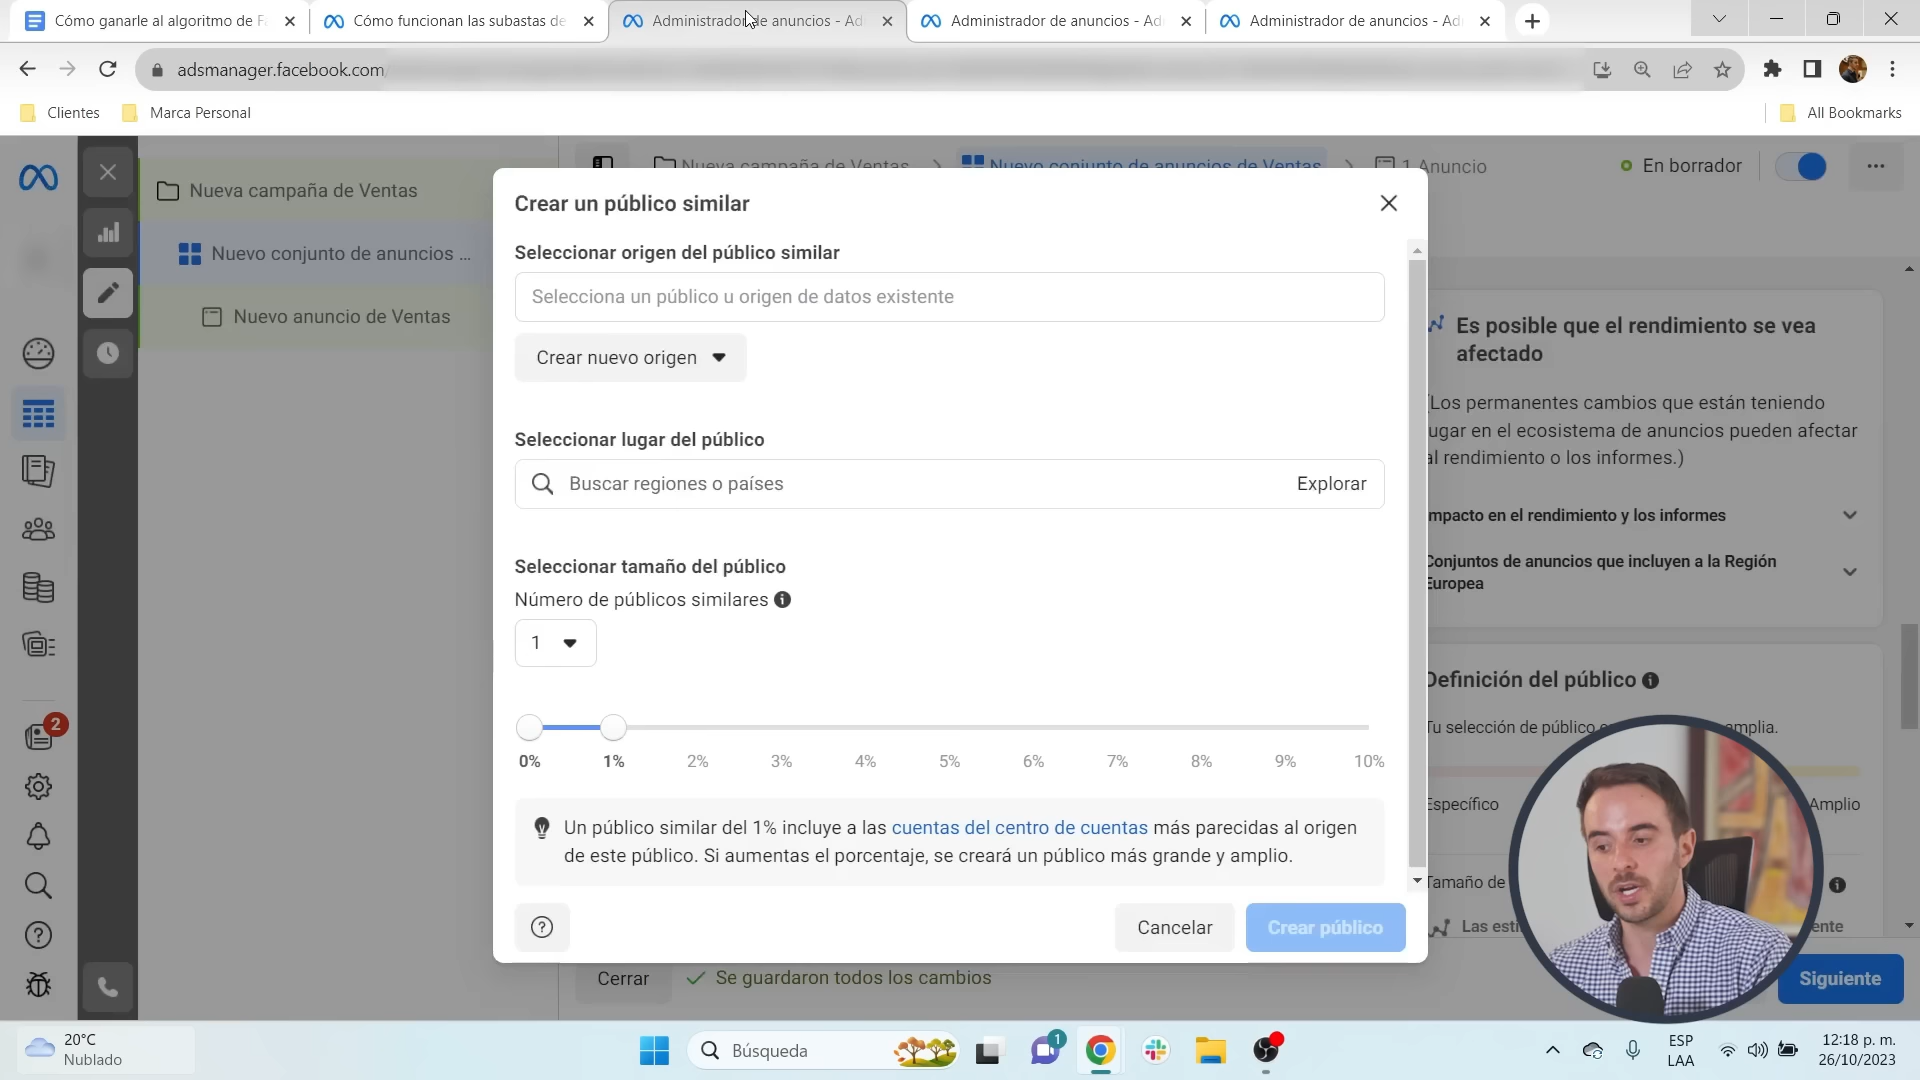 Cómo ganarle al algoritmo de F
Cómo funcionan las subastas de
Administrador de anuncios - Ad
Administrador de anuncios - Ad
Administrador de anuncios - Ad
adsmanager.facebook.com/
Clientes
Marca Personal
All Bookmarks
Nueva campaña de Ventas
Nuevo conjunto de anuncios ...
Nuevo anuncio de Ventas
Nueva campaña de Ventas
Nuevo conjunto de anuncios de Ventas
1 Anuncio
En borrador
Crear un público similar
Seleccionar origen del público similar
Selecciona un público u origen de datos existente
Crear nuevo origen
Seleccionar lugar del público
Buscar regiones o países
Explorar
Seleccionar tamaño del público
Número de públicos similares
1
0%
1%
2%
3%
4%
5%
6%
7%
8%
9%
10%
Un público similar del 1% incluye a las cuentas del centro de cuentas más parecidas al origen
de este público. Si aumentas el porcentaje, se creará un público más grande y amplio.
Cancelar
Crear público
Es posible que el rendimiento se vea
afectado
(Los permanentes cambios que están teniendo
ugar en el ecosistema de anuncios pueden afectar
al rendimiento o los informes.)
mpacto en el rendimiento y los informes
Conjuntos de anuncios que incluyen a la Región
Europea
Definición del público
Tu selección de público
amplia.
Específico
Amplio
Tamaño de
Las esti
ente
2
Cerrar
Se guardaron todos los cambios
Siguiente
20°C
Nublado
Búsqueda
1
ESP
LAA
12:18 p. m.
26/10/2023